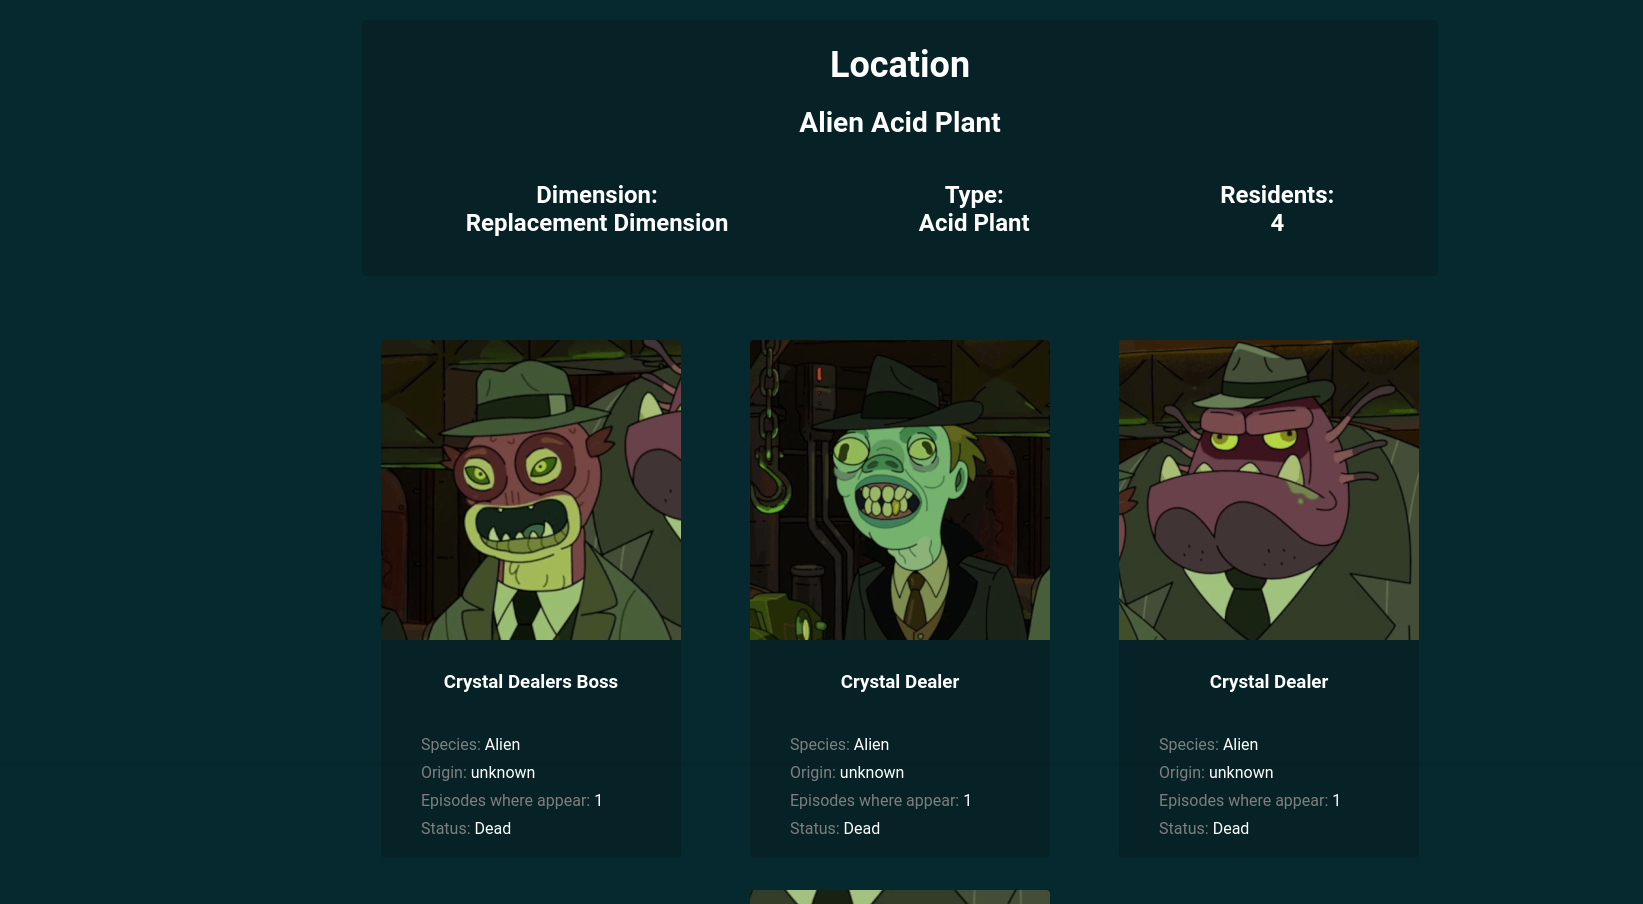 Location
Alien Acid Plant
Dimension:
Replacement Dimension
Type:
Acid Plant
Residents:
4
Crystal Dealers Boss
Species: Alien
Origin: unknown
Episodes where appear: 1
Status: Dead
Crystal Dealer
Species: Alien
Origin: unknown
Episodes where appear: 1
Status: Dead
Crystal Dealer
Species: Alien
Origin: unknown
Episodes where appear: 1
Status: Dead